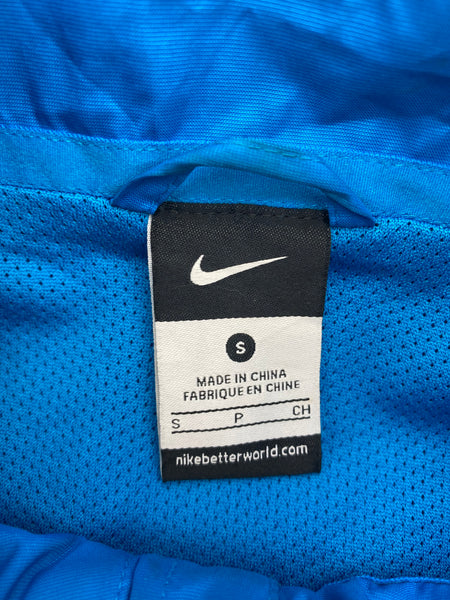 S
MADE IN CHINA
FABRIQUE EN CHINE
S P CH
nikebetterworld.com